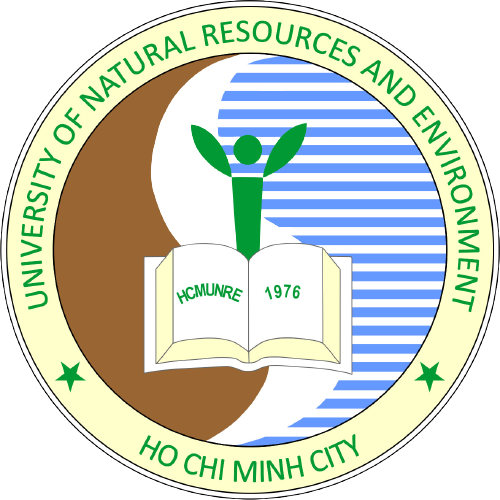 UNIVERSITY OF NATURAL RESOURCES AND ENVIRONMENT
HCMUNRE 1976
HO CHI MINH CITY